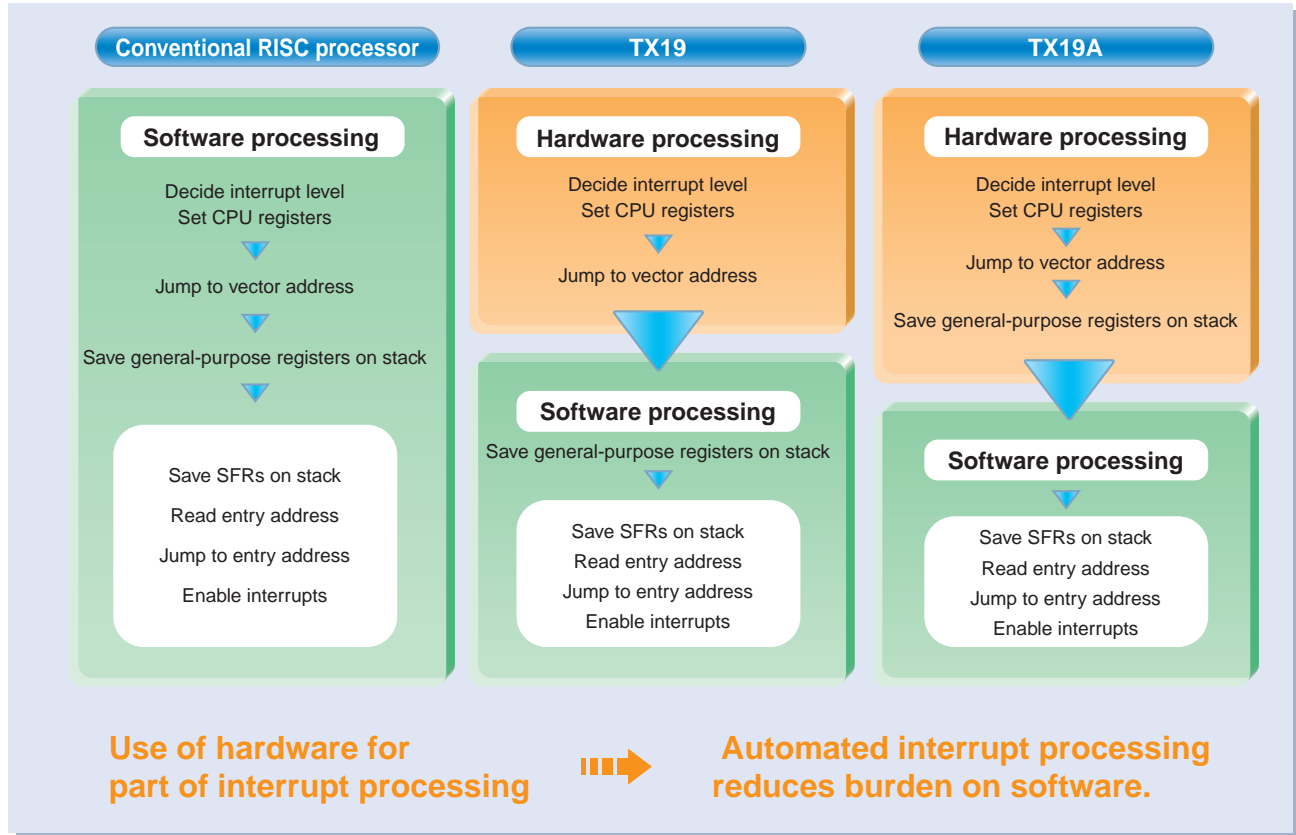 Conventional RISC processor
Software processing
Decide interrupt level
Set CPU registers
Jump to vector address
Save general-purpose registers on stack
Save SFRs on stack
Read entry address
Jump to entry address
Enable interrupts
TX19
Hardware processing
Decide interrupt level
Set CPU registers
Jump to vector address
Software processing
Save general-purpose registers on stack
Save SFRs on stack
Read entry address
Jump to entry address
Enable interrupts
TX19A
Hardware processing
Decide interrupt level
Set CPU registers
Jump to vector address
Save general-purpose registers on stack
Software processing
Save SFRs on stack
Read entry address
Jump to entry address
Enable interrupts
Use of hardware for
part of interrupt processing
Automated interrupt processing
reduces burden on software.